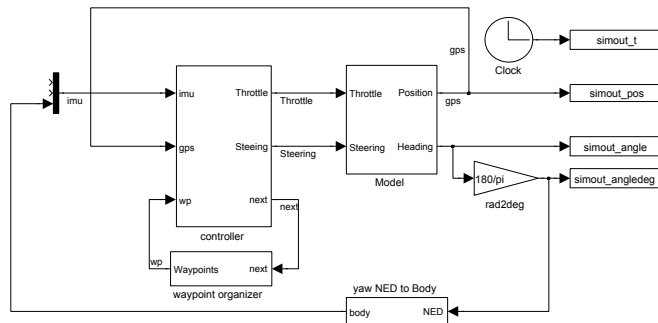 gps
Clock
simout_t
imu
imu
gps
wp
Throttle
Steeing
next
controller
Throttle
Steering
next
Throttle
Steering
Position
Heading
Model
gps
simout_pos
simout_angle
180/pi
rad2deg
simout_angledeg
wp
Waypoints
next
waypoint organizer
yaw NED to Body
body
NED